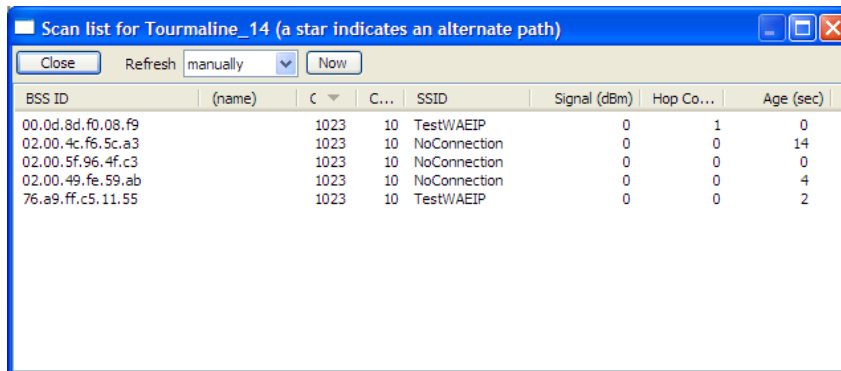 Scan list for Tourmaline_14 (a star indicates an alternate path)
Close Refresh manually Now
BSS ID (name) C C... SSID Signal (dBm) Hop Co... Age (sec)
00.0d.8d.f0.08.f9 1023 10 TestWAEIP 0 1 0
02.00.4c.f6.5c.a3 1023 10 NoConnection 0 0 14
02.00.5f.96.4f.c3 1023 10 NoConnection 0 0 0
02.00.49.fe.59.ab 1023 10 NoConnection 0 0 4
76.a9.ff.c5.11.55 1023 10 TestWAEIP 0 0 2